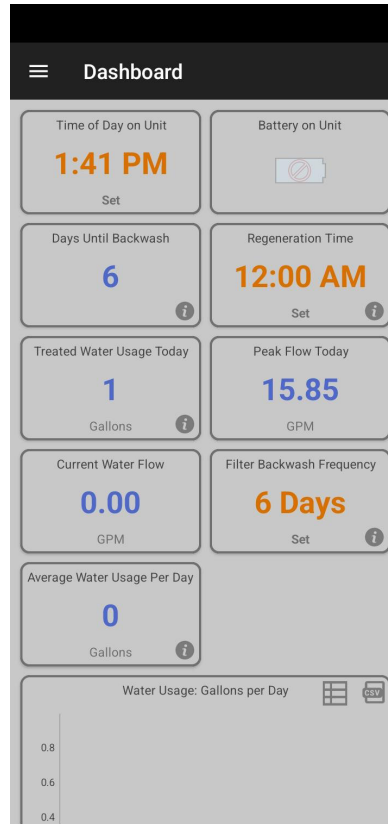 Dashboard
Time of Day on Unit
1:41 PM
Set
Battery on Unit
Days Until Backwash
6
i
Regeneration Time
12:00 AM
Set
i
Treated Water Usage Today
1
Gallons
i
Peak Flow Today
15.85
GPM
Current Water Flow
0.00
GPM
Filter Backwash Frequency
6 Days
Set
i
Average Water Usage Per Day
0
Gallons
i
Water Usage: Gallons per Day
CSV
0.8
0.6
0.4